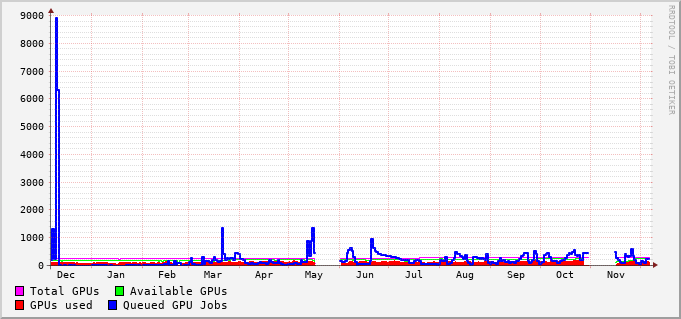 RRDTOOL / TOBI OETIKER
9000
8000
7000
6000
5000
4000
3000
2000
1000
0
Dec Jan Feb Mar Apr May Jun Jul Aug Sep Oct Nov
Total GPUs Available GPUs
GPUs used Queued GPU Jobs